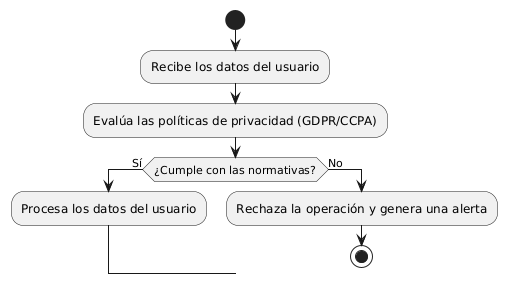 Recibe los datos del usuario
Evalúa las políticas de privacidad (GDPR/CCPA)
Sí
¿Cumple con las normativas?
No
Procesa los datos del usuario
Rechaza la operación y genera una alerta